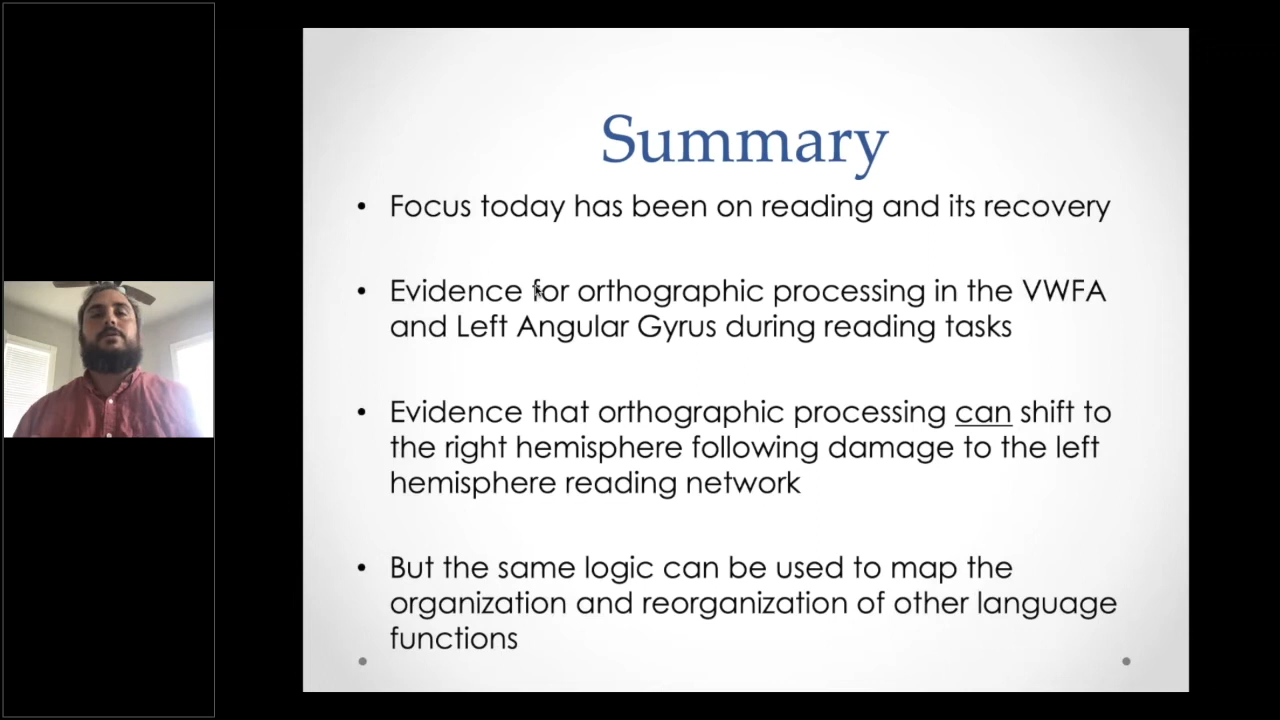 Summary
• Focus today has been on reading and its recovery
• Evidence for orthographic processing in the VWFA
and Left Angular Gyrus during reading tasks
• Evidence that orthographic processing can shift to
the right hemisphere following damage to the left
hemisphere reading network
• But the same logic can be used to map the
organization and reorganization of other language
functions